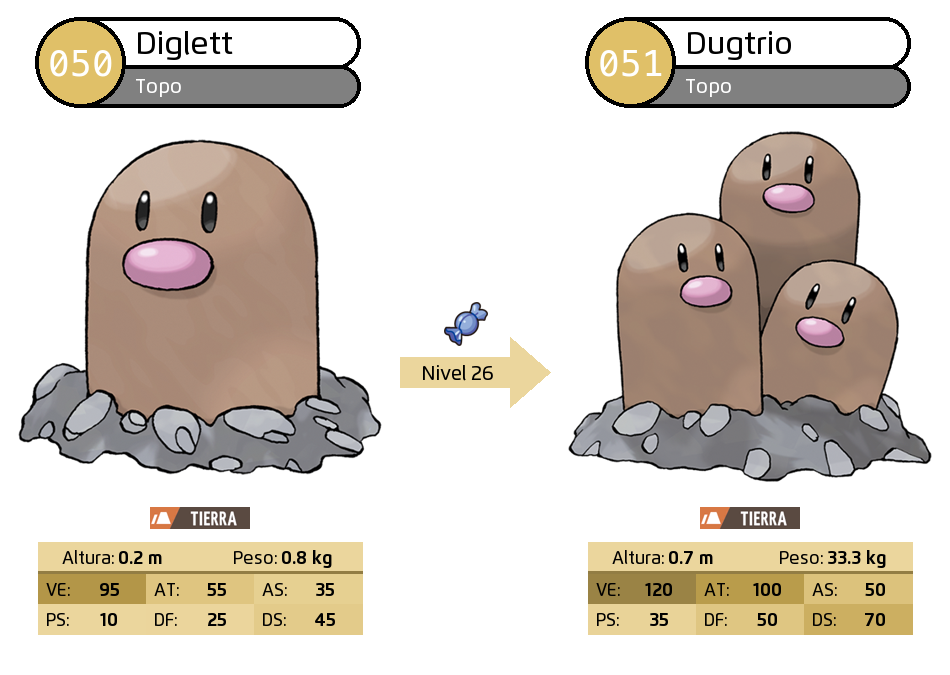 050
Diglett
Topo
051
Dugtrio
Topo
Nivel 26
TIERRA
Altura: 0.2 m Peso: 0.8 kg
VE: 95 AT: 55 AS: 35
PS: 10 DF: 25 DS: 45
TIERRA
Altura: 0.7 m Peso: 33.3 kg
VE: 120 AT: 100 AS: 50
PS: 35 DF: 50 DS: 70